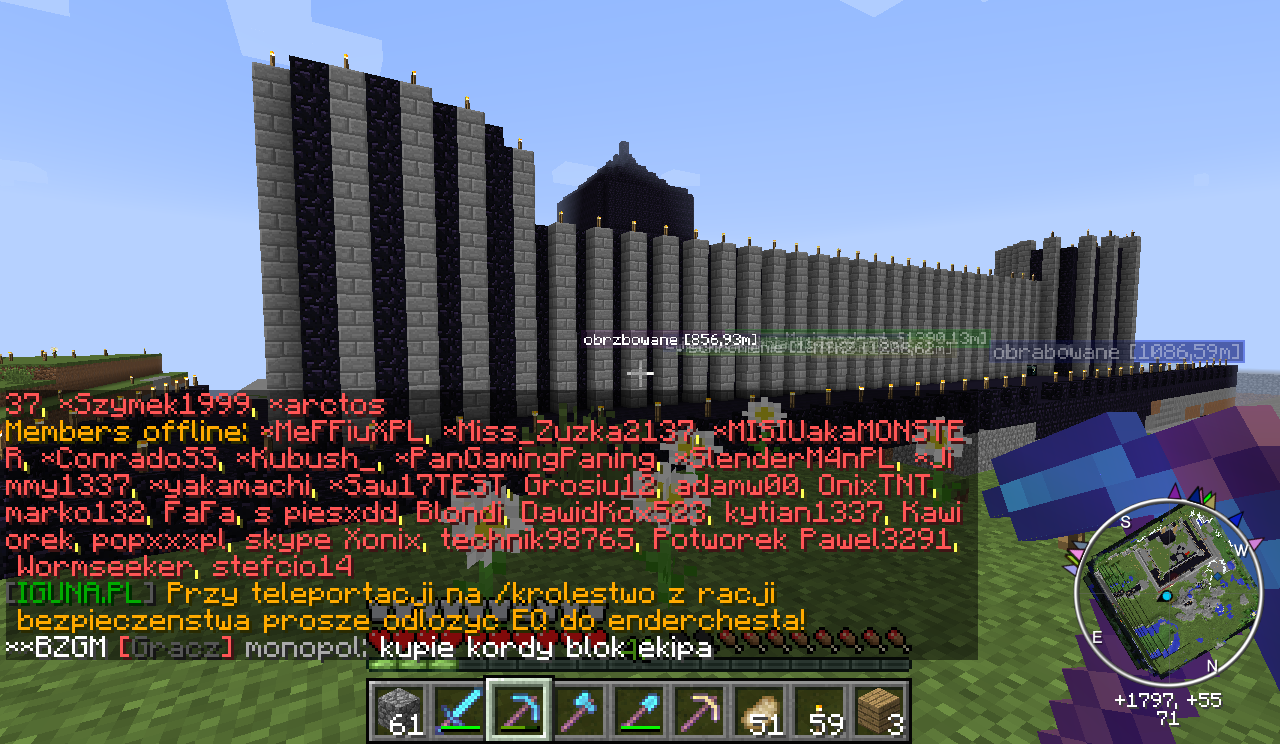 obrzbowane [856,93m]
obrabowane [1086,59m]
37, *Szymek1999, *arctos
Members offline: *MeFFiuXPL, *Miss_Zuzka2137, *MISIUakaMONSTE
R, *ConradoSS, *Kubush_, *PanGamingPaning, *SlenderM4nPL, *Ji
mmy1337, *yakamachi, *Saw17TEST, Grosiu12, adamw00, OnixTNT,
marko132, FaFa, s piesxdd, Blondi, DawidKox528, kytian1337, Kawi
orek, popxxxpl, skype Xonix, technik98765, Potworek Pawel3291,
Wormseeker, stefcio14
[IGUNA.PL] Przy teleportacji na /krolestwo z racji
bezpieczenstwa prosze odlozyc EQ do enderchesta!
**BZGM [Gracz] monopol: kupie kordy blok ekipa
S
W
E
N
+1797, +55
71
61
51
59
3